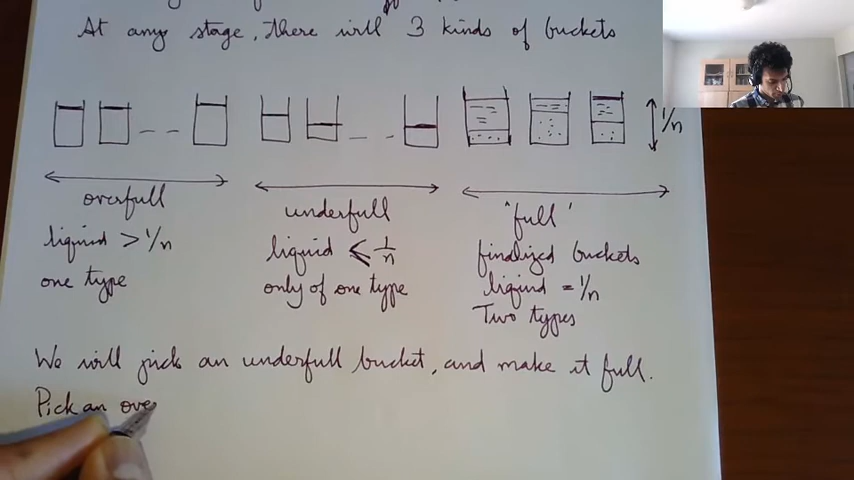 At any stage, there will 3 kinds of buckets
1/n
overfull
underfull
'full'
liquid > 1/n
one type
liquid ≤ 1/n
only of one type
finalized buckets
liquid = 1/n
Two types
We will pick an underfull bucket, and make it full.
Pick an ove